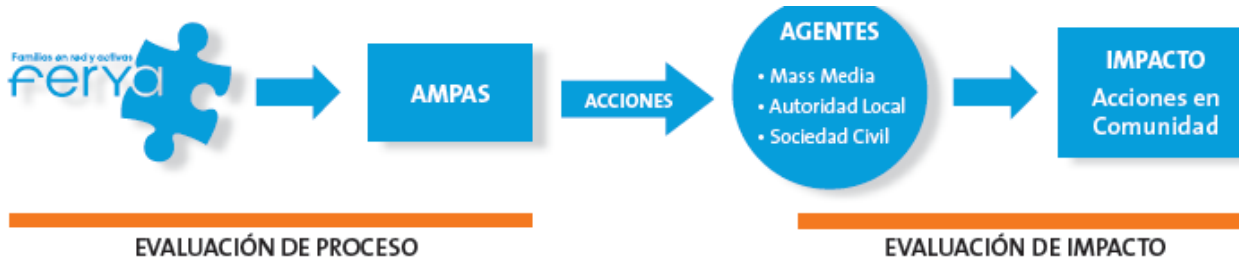 Familias en red y activas
ferya
AMPAS
ACCIONES
AGENTES
• Mass Media
• Autoridad Local
• Sociedad Civil
IMPACTO
Acciones en
Comunidad
EVALUACIÓN DE PROCESO
EVALUACIÓN DE IMPACTO